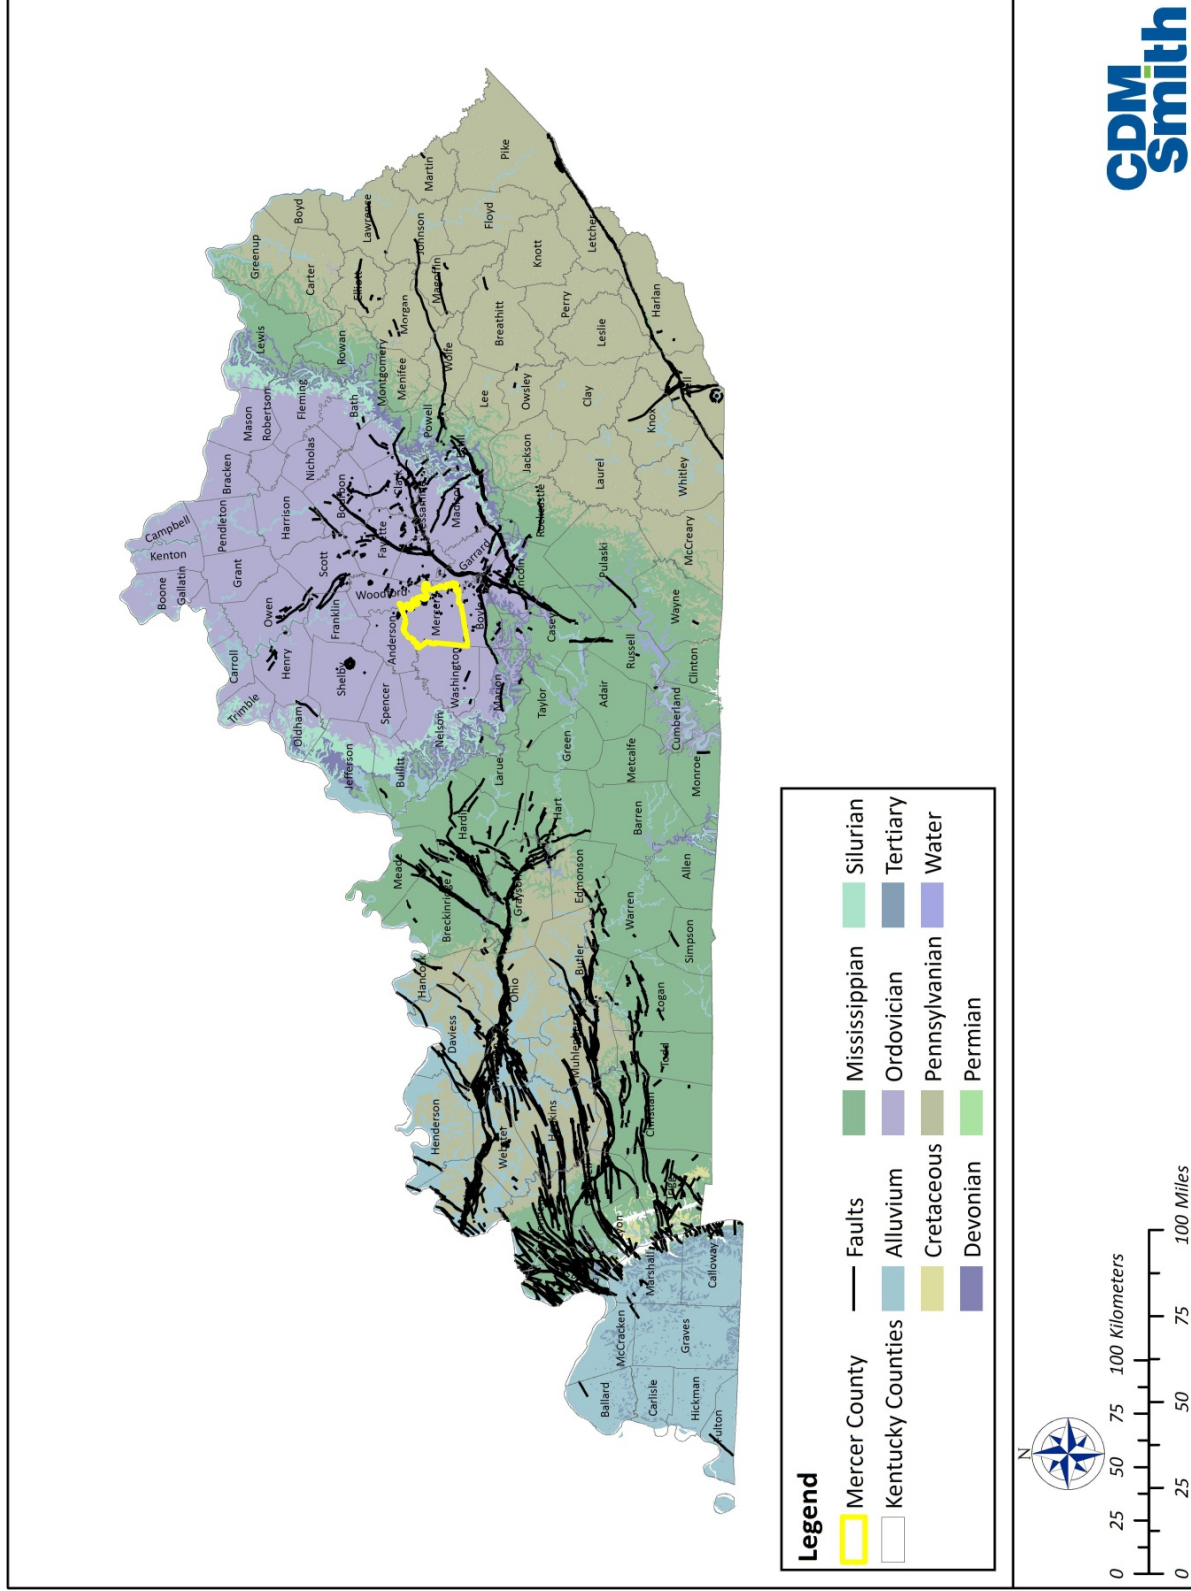 CDM
Smith
Campbell
Kenton
Boone
Gallatin
Pendleton
Bracken
Mason
Robertson
Grant
Lewis
Greenup
Boyd
Carter
Fleming
Nicholas
Harrison
Owen
Carroll
Trimble
Henry
Oldham
Scott
Franklin
Shelby
Bourbon
Bath
Rowan
Elliott
Lawrence
Montgomery
Menifee
Morgan
Johnson
Martin
Magoffin
Floyd
Pike
Jefferson
Spencer
Anderson
Woodford
Fayette
Clark
Powell
Wolfe
Bullitt
Nelson
Washington
Mercer
Madison
Garrard
Boyle
Lee
Breathitt
Knott
Letcher
Perry
Owsley
Jackson
Clay
Leslie
Harlan
Rockcastle
Laurel
Knox
Whitley
McCreary
Pulaski
Casey
Marion
Larue
Taylor
Green
Adair
Russell
Wayne
Clinton
Cumberland
Metcalfe
Monroe
Barren
Hart
Hardin
Meade
Breckinridge
Grayson
Edmonson
Warren
Allen
Simpson
Butler
Logan
Todd
Ohio
Hancock
Daviess
Henderson
Webster
Hopkins
Christian
Marshall
Calloway
McCracken
Graves
Ballard
Carlisle
Hickman
Fulton
Legend
Mercer County
Kentucky Counties
Faults
Alluvium
Cretaceous
Devonian
Mississippian
Ordovician
Pennsylvanian
Permian
Silurian
Tertiary
Water
N
0 25 50 75 100 Kilometers
0 25 50 75 100 Miles